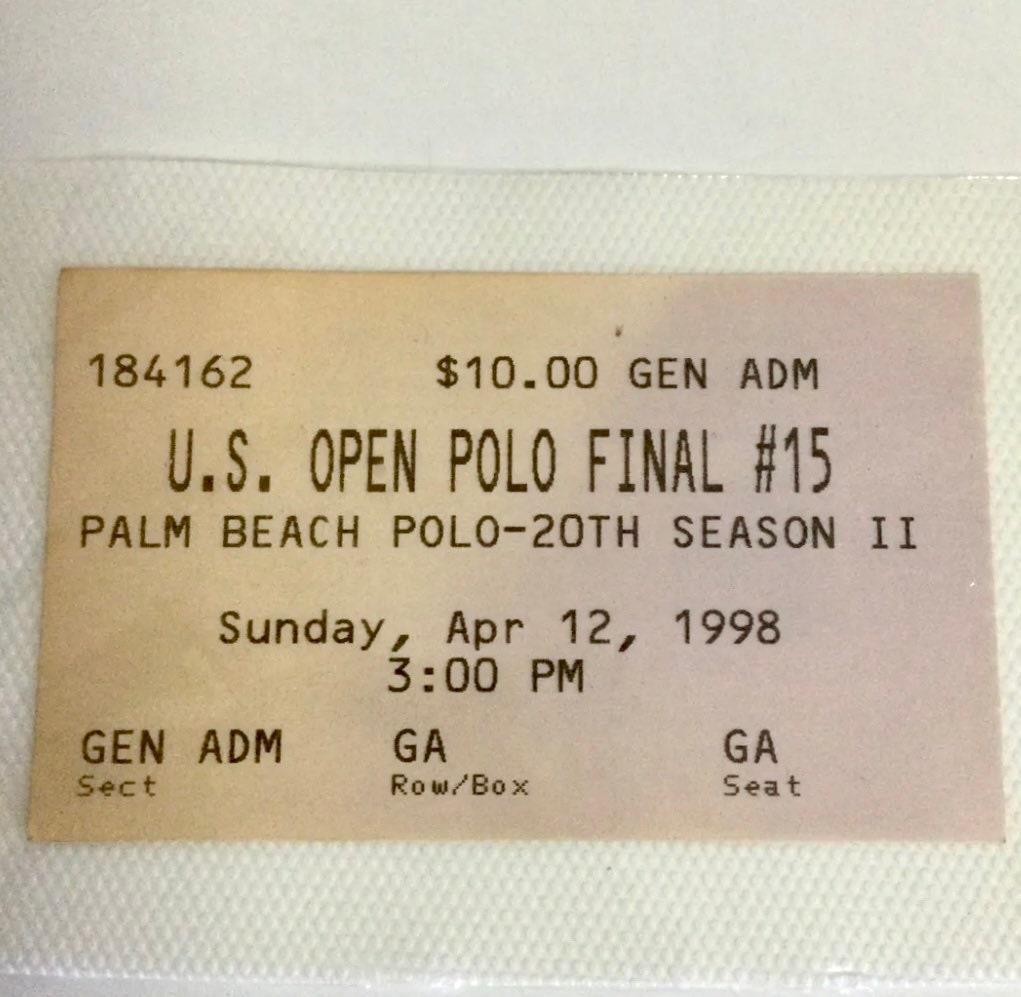 184162 $10.00 GEN ADM
U.S. OPEN POLO FINAL #15
PALM BEACH POLO-20TH SEASON II
Sunday, Apr 12, 1998
3:00 PM
GEN ADM GA GA
Sect Row/Box Seat